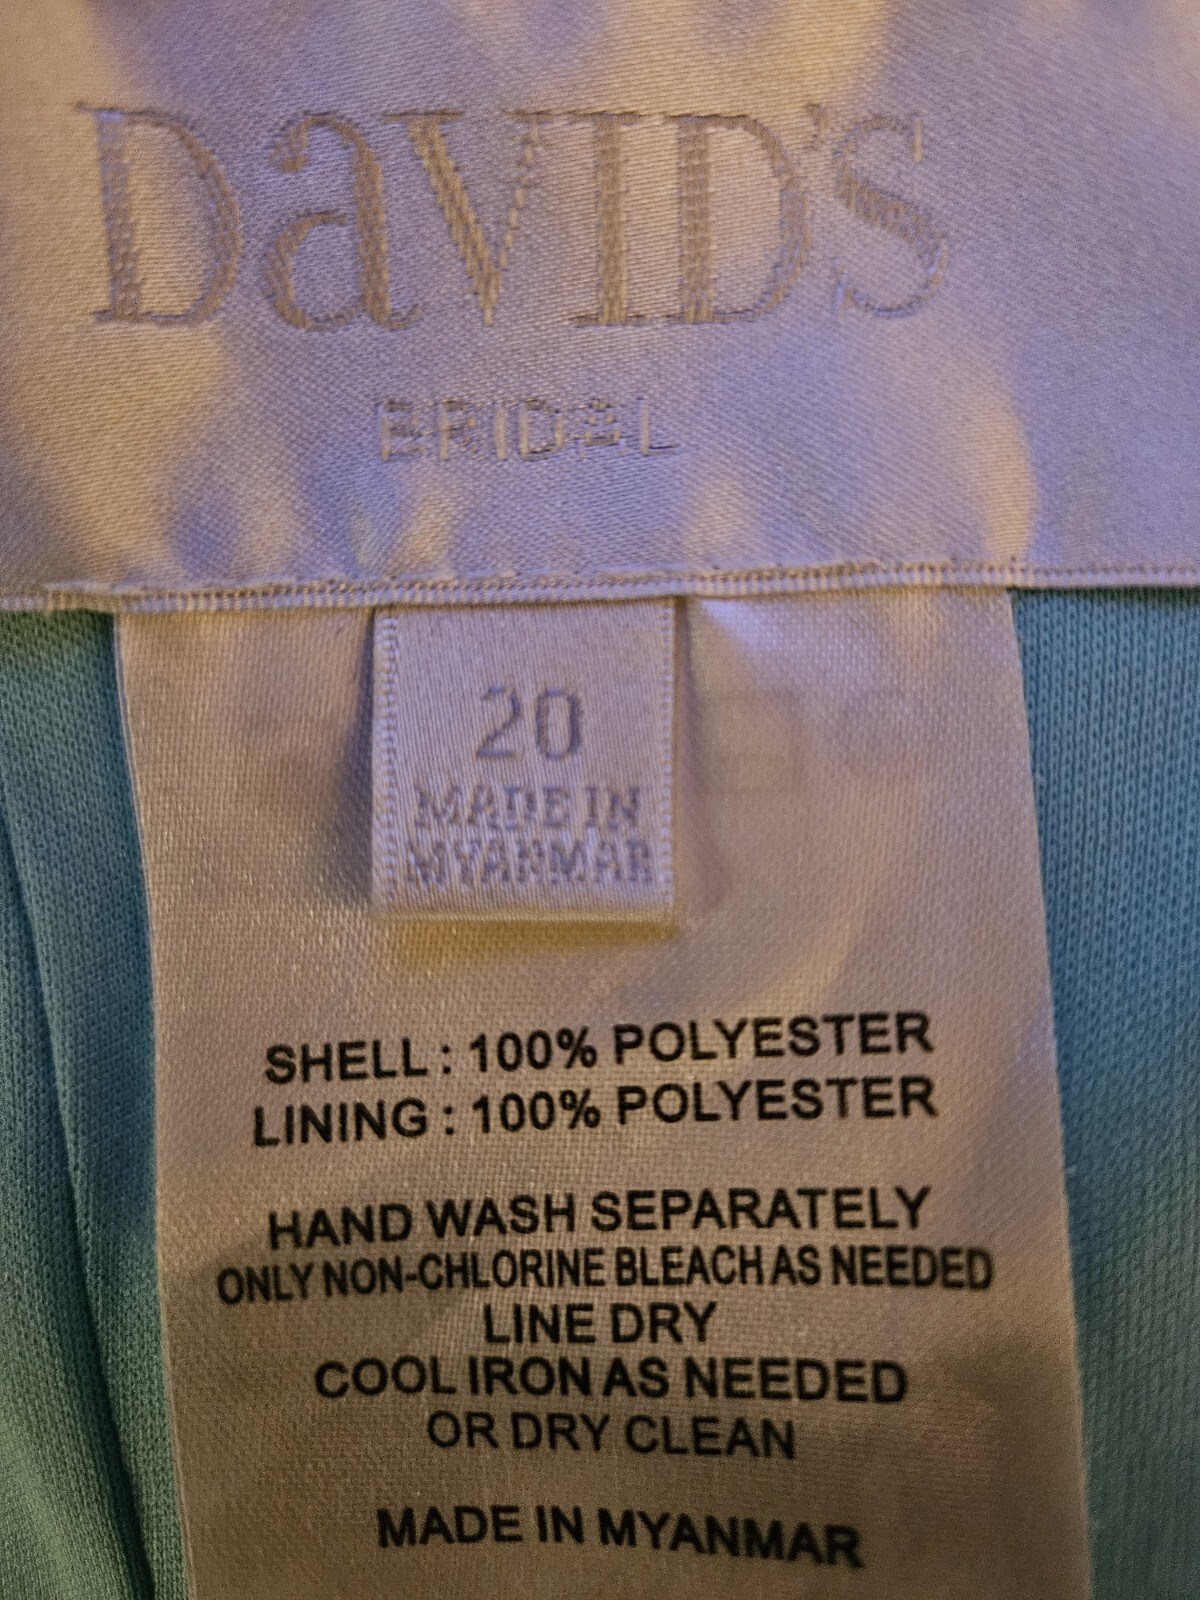 DaVID'S
BRIDAL
20
MADE IN
MYANMAR
SHELL : 100% POLYESTER
LINING : 100% POLYESTER
HAND WASH SEPARATELY
ONLY NON-CHLORINE BLEACH AS NEEDED
LINE DRY
COOL IRON AS NEEDED
OR DRY CLEAN
MADE IN MYANMAR